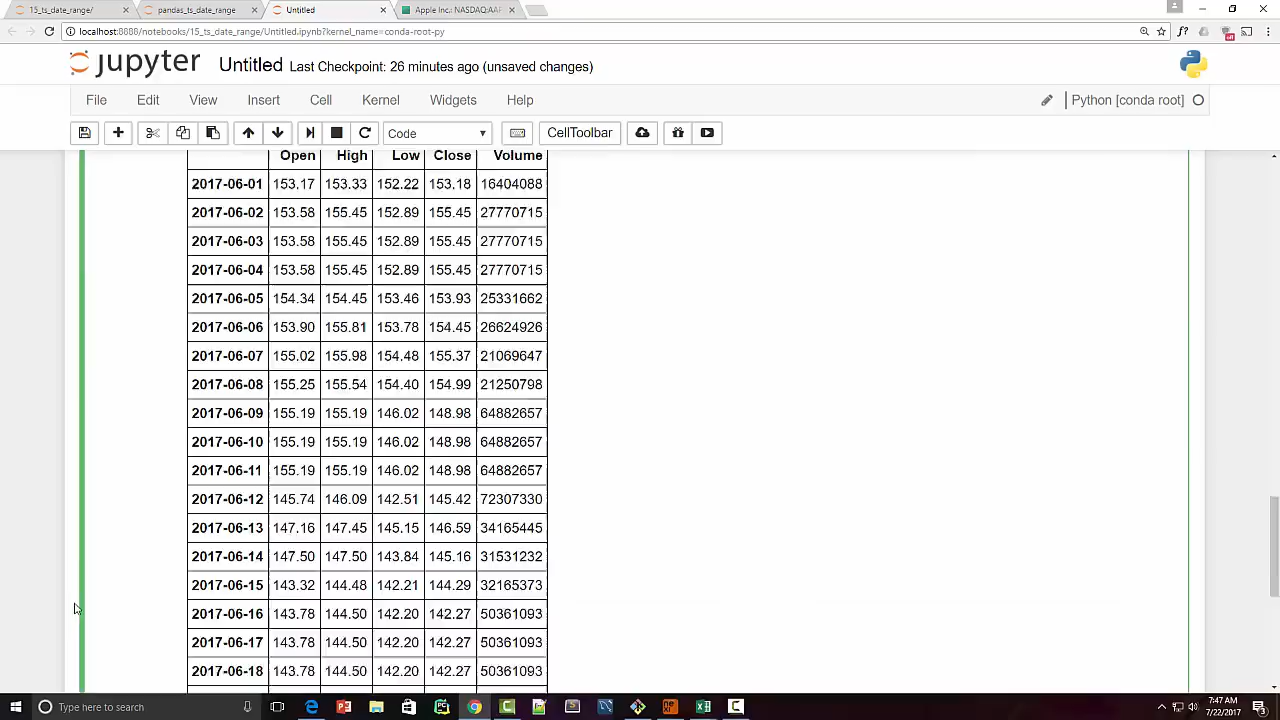 15_ts_date_range/
pandas_ts_date_range
Untitled
Apple Inc.: NASDAQ:AAP
localhost:8888/notebooks/15_ts_date_range/Untitled.ipynb?kernel_name=conda-root-py
jupyter Untitled Last Checkpoint: 26 minutes ago (unsaved changes)
File Edit View Insert Cell Kernel Widgets Help Python [conda root]
Code CellToolbar
Open High Low Close Volume
2017-06-01 153.17 153.33 152.22 153.18 16404088
2017-06-02 153.58 155.45 152.89 155.45 27770715
2017-06-03 153.58 155.45 152.89 155.45 27770715
2017-06-04 153.58 155.45 152.89 155.45 27770715
2017-06-05 154.34 154.45 153.46 153.93 25331662
2017-06-06 153.90 155.81 153.78 154.45 26624926
2017-06-07 155.02 155.98 154.48 155.37 21069647
2017-06-08 155.25 155.54 154.40 154.99 21250798
2017-06-09 155.19 155.19 146.02 148.98 64882657
2017-06-10 155.19 155.19 146.02 148.98 64882657
2017-06-11 155.19 155.19 146.02 148.98 64882657
2017-06-12 145.74 146.09 142.51 145.42 72307330
2017-06-13 147.16 147.45 145.15 146.59 34165445
2017-06-14 147.50 147.50 143.84 145.16 31531232
2017-06-15 143.32 144.48 142.21 144.29 32165373
2017-06-16 143.78 144.50 142.20 142.27 50361093
2017-06-17 143.78 144.50 142.20 142.27 50361093
2017-06-18 143.78 144.50 142.20 142.27 50361093
Type here to search
7:47 AM
7/22/2017